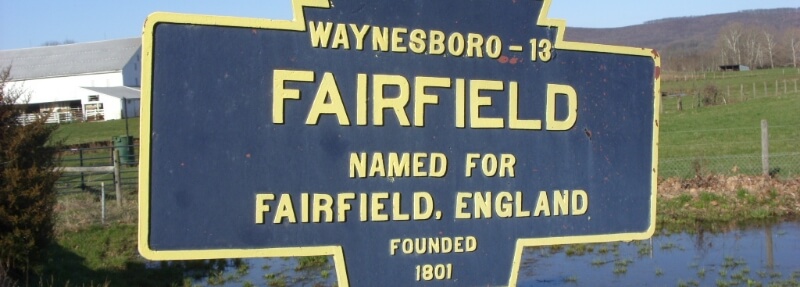 WAYNESBORO - 13
FAIRFIELD
NAMED FOR
FAIRFIELD, ENGLAND
FOUNDED
1801